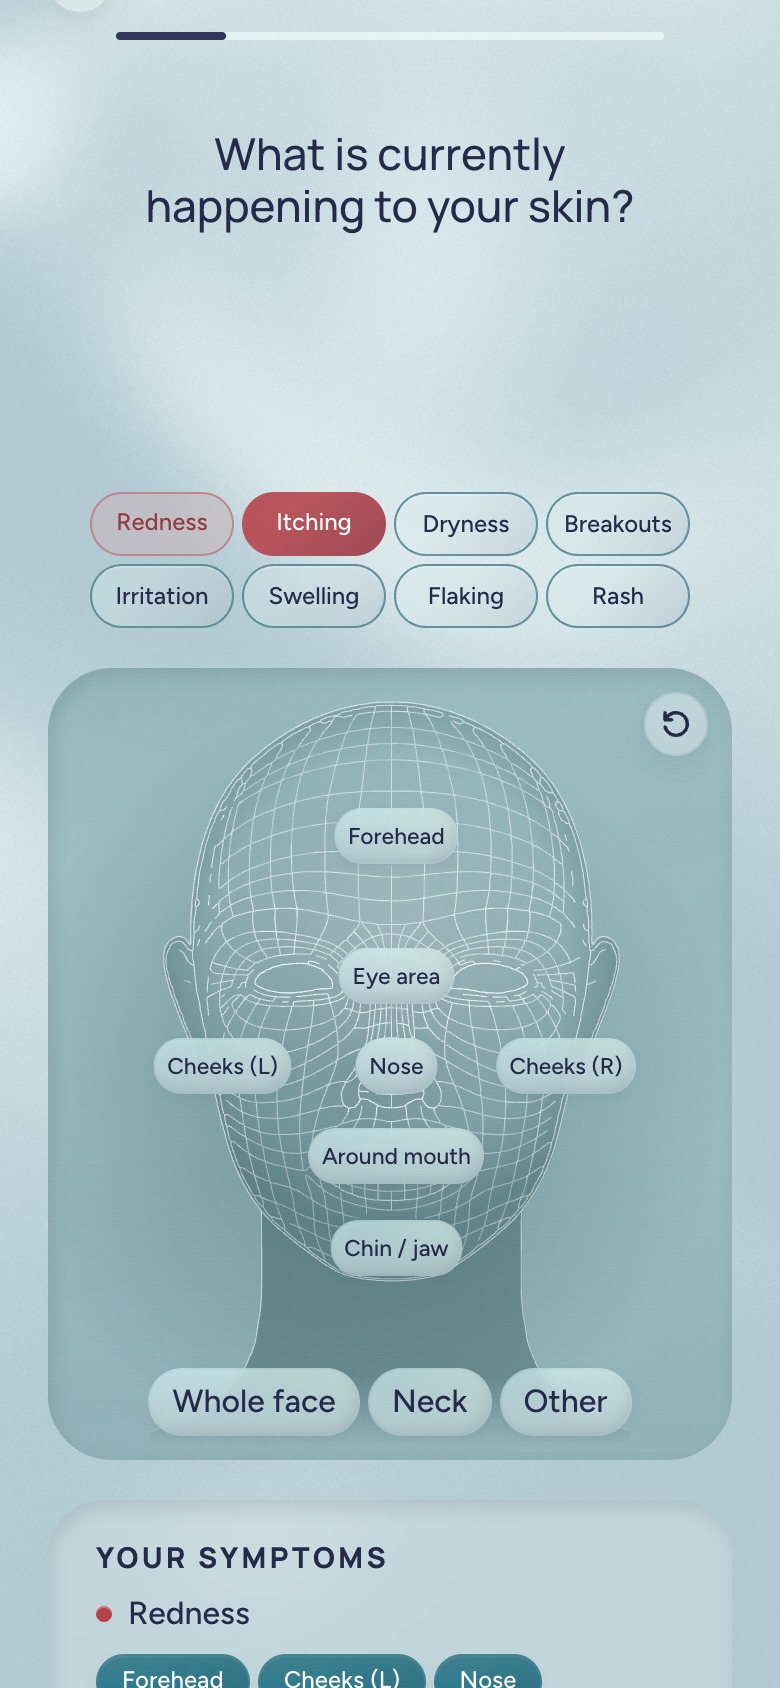 What is currently
happening to your skin?
Redness Itching Dryness Breakouts
Irritation Swelling Flaking Rash
Forehead
Eye area
Cheeks (L) Nose Cheeks (R)
Around mouth
Chin / jaw
Whole face Neck Other
YOUR SYMPTOMS
Redness
Forehead Cheeks (L) Nose